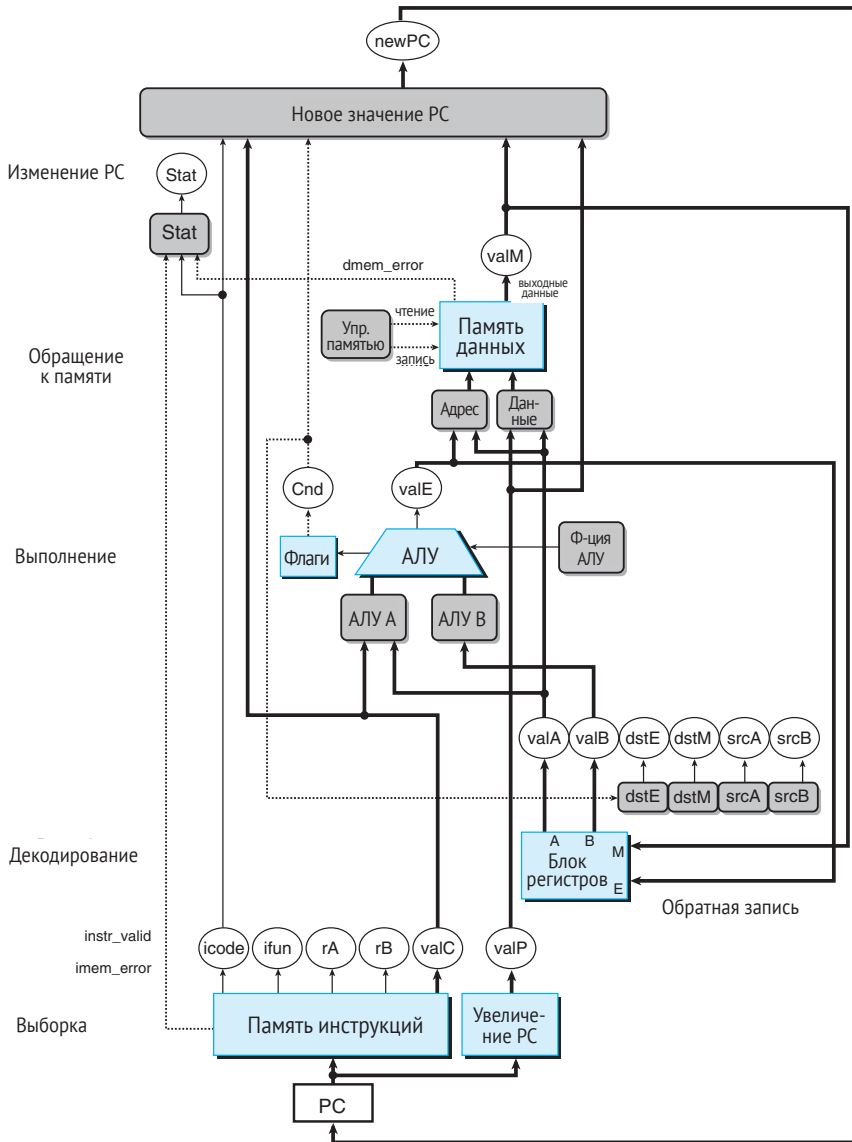 newPC
Новое значение PC
Изменение PC
Stat
Stat
valM
dmem_error
выходные
данные
чтение
Упр.
памятью
запись
Память
данных
Обращение
к памяти
Адрес
Дан-
ные
Cnd
valE
Выполнение
Флаги
АЛУ
Ф-ция
АЛУ
АЛУ A
АЛУ B
valA
valB
dstE
dstM
srcA
srcB
dstE
dstM
srcA
srcB
Декодирование
A
B
M
Блок
регистров
E
Обратная запись
instr_valid
icode
ifun
rA
rB
valC
valP
imem_error
Выборка
Память инструкций
Увеличе-
ние PC
PC